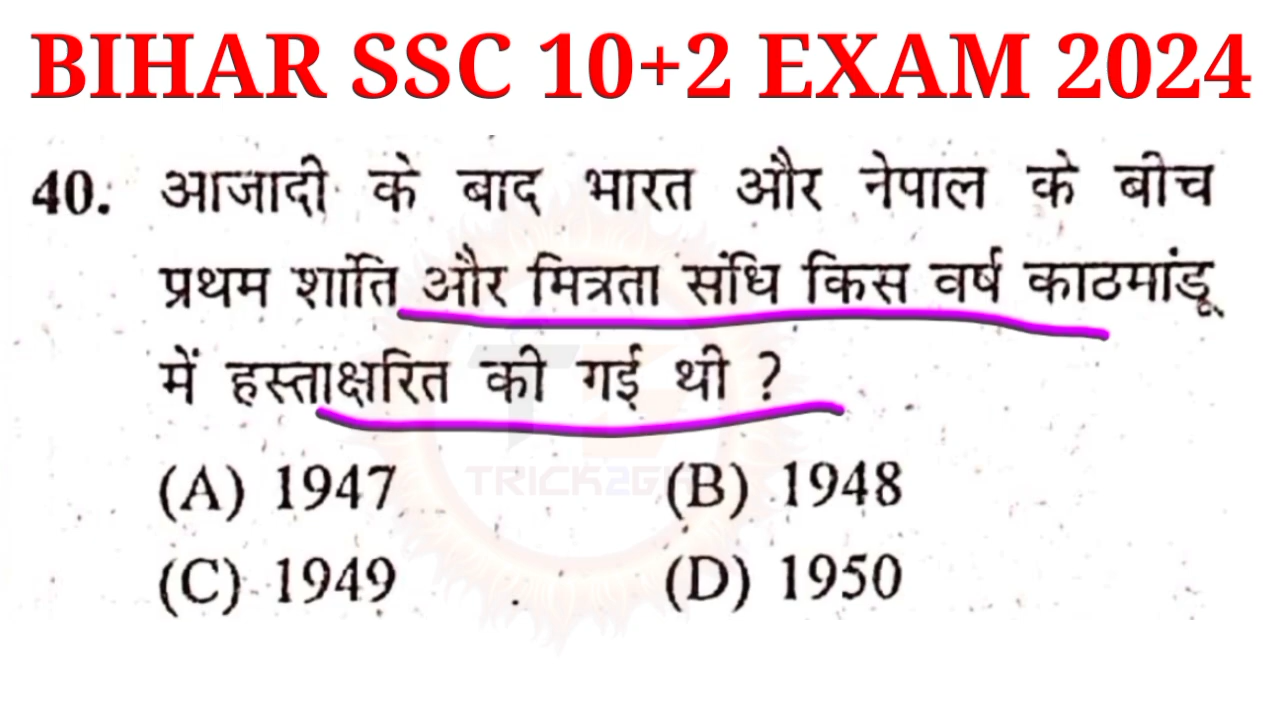 BIHAR SSC 10+2 EXAM 2024
40. आजादी के बाद भारत और नेपाल के बीच
प्रथम शांति और मित्रता संधि किस वर्ष काठमांडू
में हस्ताक्षरित की गई थी ?
(A) 1947 (B) 1948
(C) 1949 (D) 1950